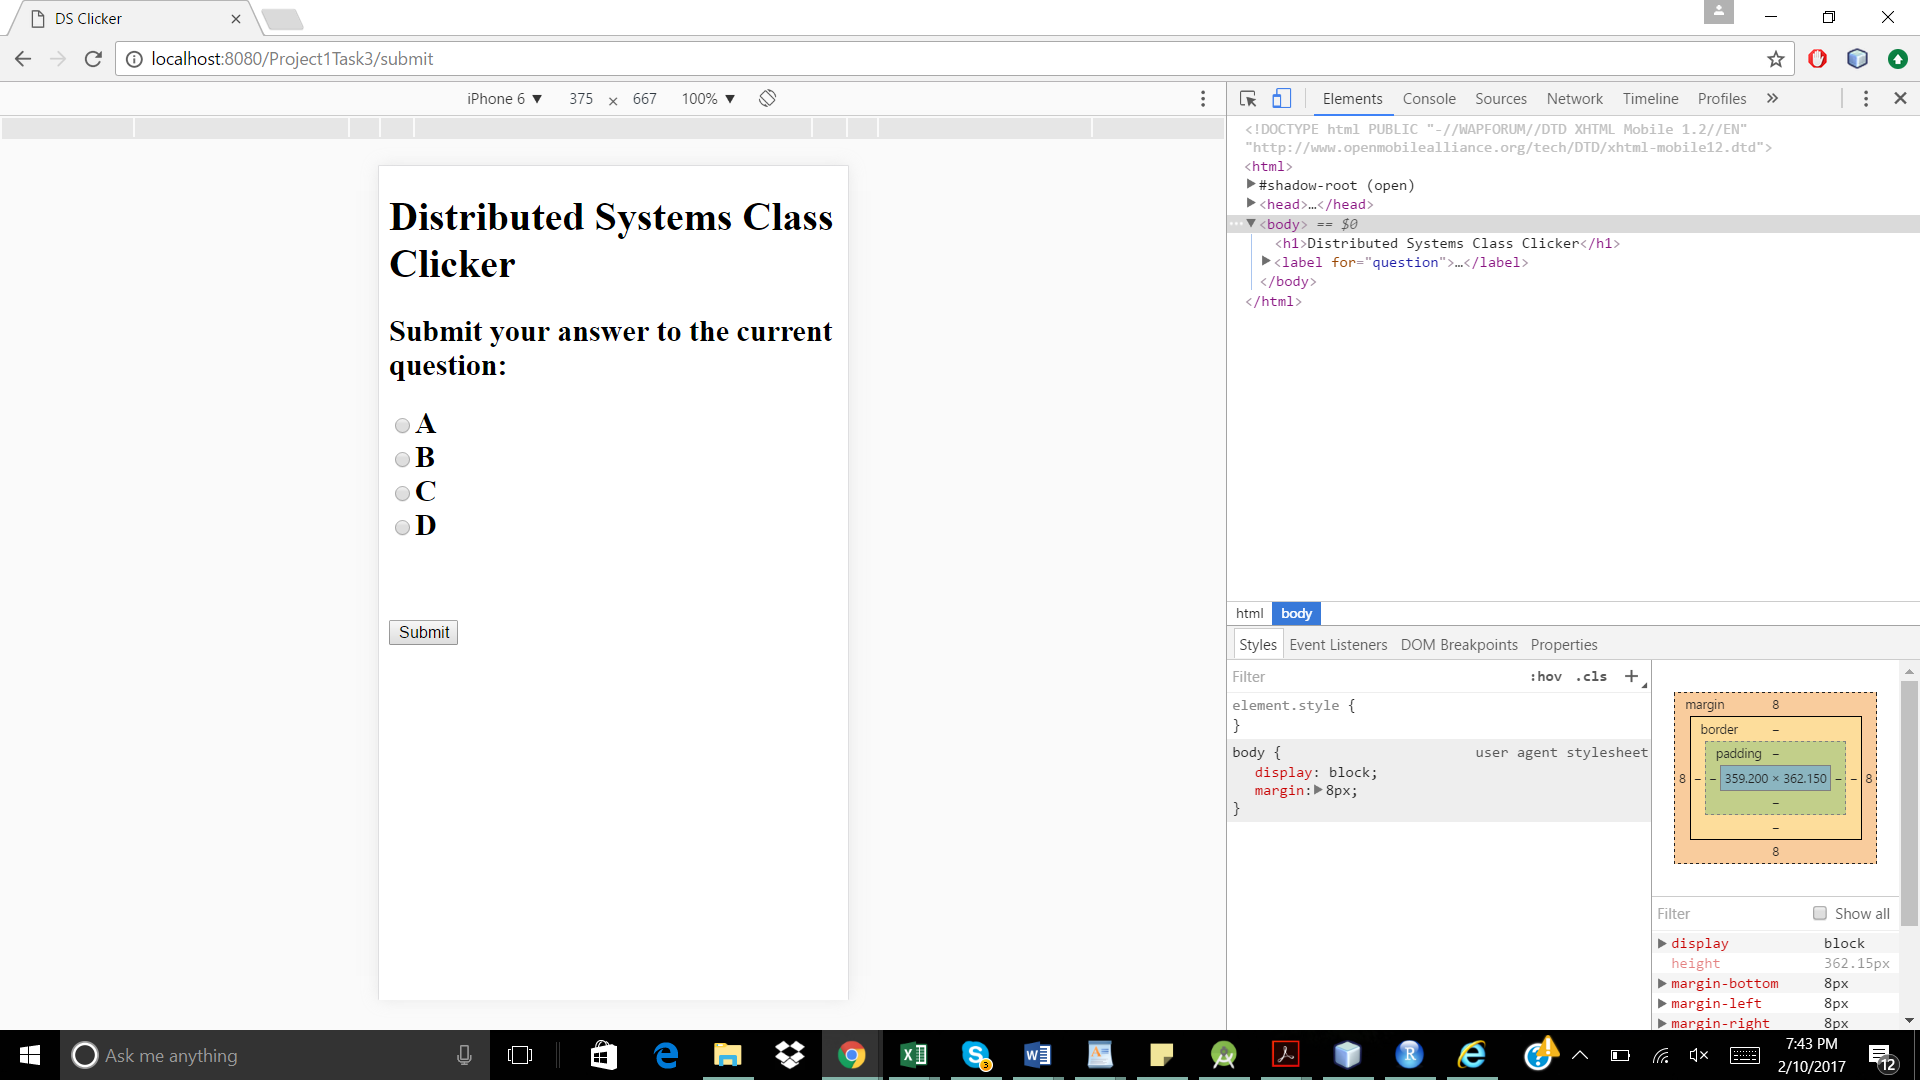 DS Clicker
localhost:8080/Project1Task3/submit
iPhone 6 ▼ 375 × 667 100% ▼
Elements Console Sources Network Timeline Profiles »
<!DOCTYPE html PUBLIC "-//WAPFORUM//DTD XHTML Mobile 1.2//EN"
"http://www.openmobilealliance.org/tech/DTD/xhtml-mobile12.dtd">
<html>
#shadow-root (open)
<head>…</head>
<body> == $0
<h1>Distributed Systems Class Clicker</h1>
<label for="question">…</label>
</body>
</html>
Distributed Systems Class
Clicker
Submit your answer to the current
question:
A
B
C
D
Submit
html body
Styles Event Listeners DOM Breakpoints Properties
Filter :hov .cls +
element.style {
}
body { user agent stylesheet
display: block;
margin: 8px;
}
margin 8
border –
padding –
8 – – 359.200 × 362.150 – – 8
–
–
8
Filter Show all
display block
height 362.15px
margin-bottom 8px
margin-left 8px
margin-right 8px
Ask me anything
3
7:43 PM
2/10/2017
12